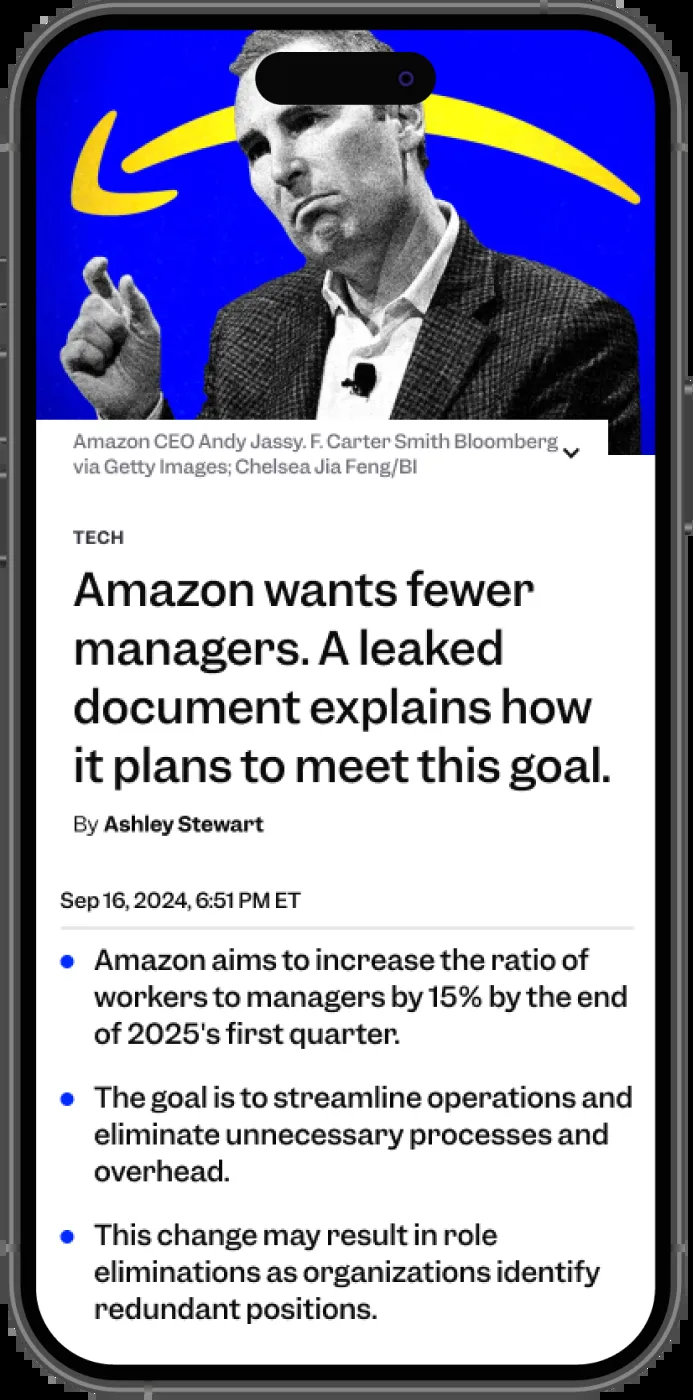 Amazon CEO Andy Jassy. F. Carter Smith Bloomberg
via Getty Images; Chelsea Jia Feng/BI
TECH
Amazon wants fewer
managers. A leaked
document explains how
it plans to meet this goal.
By Ashley Stewart
Sep 16, 2024, 6:51 PM ET
Amazon aims to increase the ratio of
workers to managers by 15% by the end
of 2025's first quarter.
The goal is to streamline operations and
eliminate unnecessary processes and
overhead.
This change may result in role
eliminations as organizations identify
redundant positions.